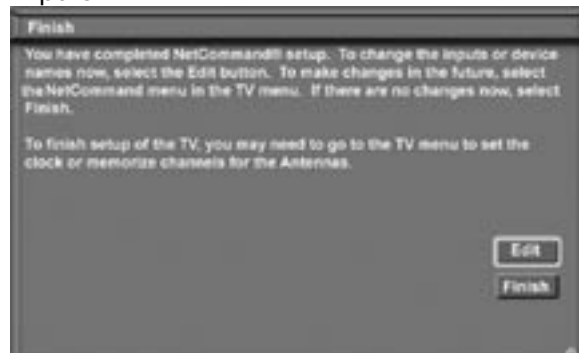 Finish
You have completed NetCommand® setup. To change the inputs or device
names now, select the Edit button. To make changes in the future, select
the NetCommand menu in the TV menu. If there are no changes now, select
Finish.
To finish setup of the TV, you may need to go to the TV menu to set the
clock or memorize channels for the Antennas.
Edit
Finish